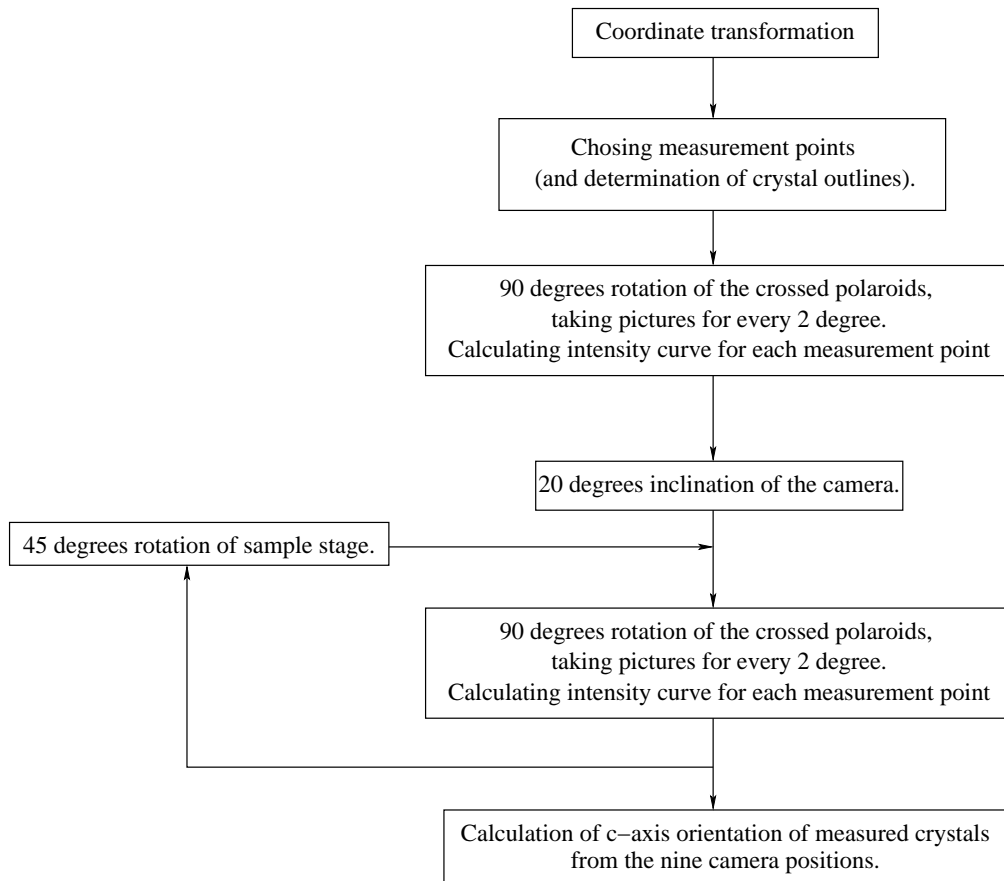 Coordinate transformation
Chosing measurement points
(and determination of crystal outlines).
90 degrees rotation of the crossed polaroids,
taking pictures for every 2 degree.
Calculating intensity curve for each measurement point
20 degrees inclination of the camera.
45 degrees rotation of sample stage.
90 degrees rotation of the crossed polaroids,
taking pictures for every 2 degree.
Calculating intensity curve for each measurement point
Calculation of c−axis orientation of measured crystals
from the nine camera positions.